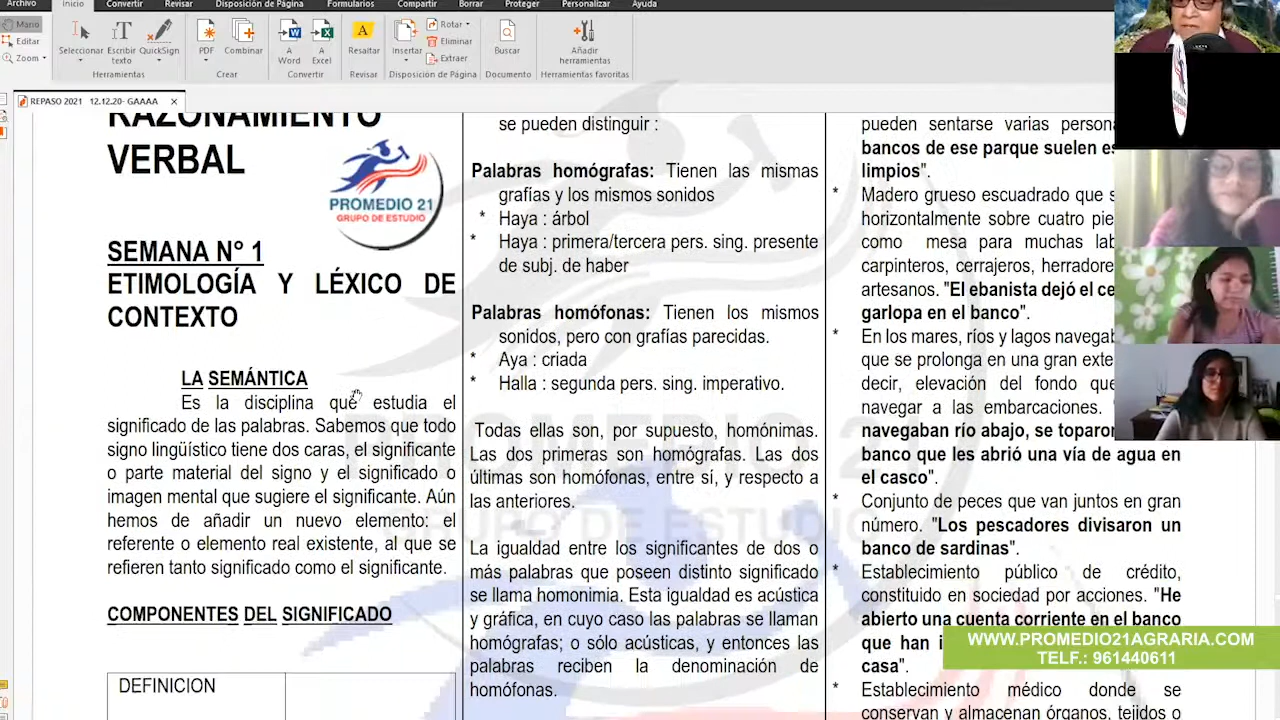 Archivo Inicio Convertir Revisar Disposición de Página Formularios Compartir Borrar Proteger Personalizar Ayuda
Mano
Editar
Zoom
Seleccionar
Escribir texto
QuickSign
Herramientas
PDF
Combinar
Crear
A Word
A Excel
Convertir
Resaltar
Revisar
Insertar
Rotar
Eliminar
Extraer
Disposición de Página
Buscar
Documento
Añadir herramientas
Herramientas favoritas
REPASO 2021 12.12.20- GAAAA
RAZONAMIENTO
VERBAL
PROMEDIO 21
GRUPO DE ESTUDIO
SEMANA N° 1
ETIMOLOGÍA Y LÉXICO DE
CONTEXTO
LA SEMÁNTICA
Es la disciplina que estudia el
significado de las palabras. Sabemos que todo
signo lingüístico tiene dos caras, el significante
o parte material del signo y el significado o
imagen mental que sugiere el significante. Aún
hemos de añadir un nuevo elemento: el
referente o elemento real existente, al que se
refieren tanto significado como el significante.
COMPONENTES DEL SIGNIFICADO
DEFINICION
se pueden distinguir :
Palabras homógrafas: Tienen las mismas
grafías y los mismos sonidos
* Haya : árbol
* Haya : primera/tercera pers. sing. presente
de subj. de haber
Palabras homófonas: Tienen los mismos
sonidos, pero con grafías parecidas.
* Aya : criada
* Halla : segunda pers. sing. imperativo.
Todas ellas son, por supuesto, homónimas.
Las dos primeras son homógrafas. Las dos
últimas son homófonas, entre sí, y respecto a
las anteriores.
La igualdad entre los significantes de dos o
más palabras que poseen distinto significado
se llama homonimia. Esta igualdad es acústica
y gráfica, en cuyo caso las palabras se llaman
homógrafas; o sólo acústicas, y entonces las
palabras reciben la denominación de
homófonas.
pueden sentarse varias
bancos de ese parque suelen
limpios".
* Madero grueso escuadrado que
horizontalmente sobre cuatro
como mesa para muchas
carpinteros, cerrajeros,
artesanos. "El ebanista dejó el
garlopa en el banco".
* En los mares, ríos y lagos
que se prolonga en una gran
decir, elevación del fondo
navegar a las embarcaciones.
navegaban río abajo, se
banco que les abrió una vía de agua en
el casco".
* Conjunto de peces que van juntos en gran
número. "Los pescadores divisaron un
banco de sardinas".
* Establecimiento público de crédito,
constituido en sociedad por acciones. "He
abierto una cuenta corriente en el banco
que han
casa".
* Establecimiento médico donde se
conservan y almacenan órganos, tejidos o
PROMEDIO 21
GRUPO DE ESTUDIO
WWW.PROMEDIO21AGRARIA.COM
TELF.: 961440611